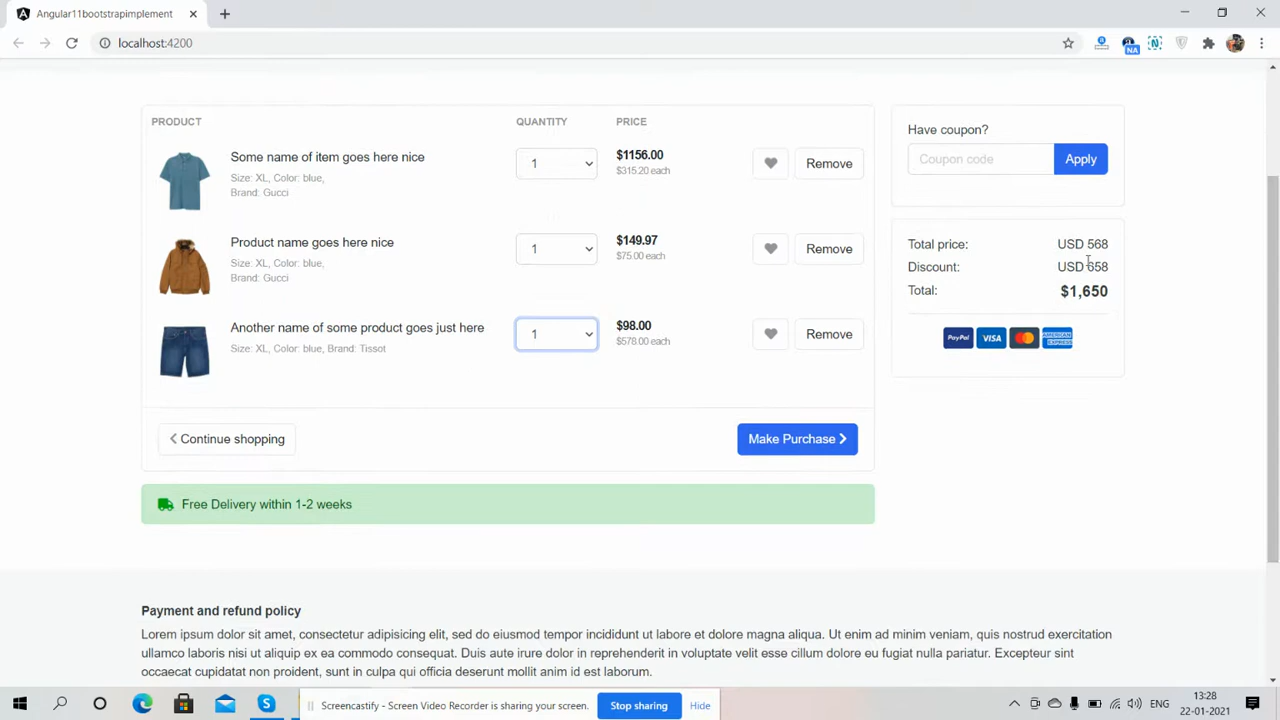 Angular11bootstrapimplement
localhost:4200
NA
N
PRODUCT QUANTITY PRICE
Some name of item goes here nice
Size: XL, Color: blue,
Brand: Gucci
1
$1156.00
$315.20 each
Remove
Product name goes here nice
Size: XL, Color: blue,
Brand: Gucci
1
$149.97
$75.00 each
Remove
Another name of some product goes just here
Size: XL, Color: blue, Brand: Tissot
1
$98.00
$578.00 each
Remove
Continue shopping
Make Purchase
Free Delivery within 1-2 weeks
Have coupon?
Coupon code
Apply
Total price: USD 568
Discount: USD 658
Total: $1,650
PayPal VISA MasterCard AMERICAN EXPRESS
Payment and refund policy
Lorem ipsum dolor sit amet, consectetur adipisicing elit, sed do eiusmod tempor incididunt ut labore et dolore magna aliqua. Ut enim ad minim veniam, quis nostrud exercitation
ullamco laboris nisi ut aliquip ex ea commodo consequat. Duis aute irure dolor in reprehenderit in voluptate velit esse cillum dolore eu fugiat nulla pariatur. Excepteur sint
occaecat cupidatat non proident, sunt in culpa qui officia deserunt mollit anim id est laborum.
Screencastify - Screen Video Recorder is sharing your screen.
Stop sharing
Hide
ENG
13:28
22-01-2021